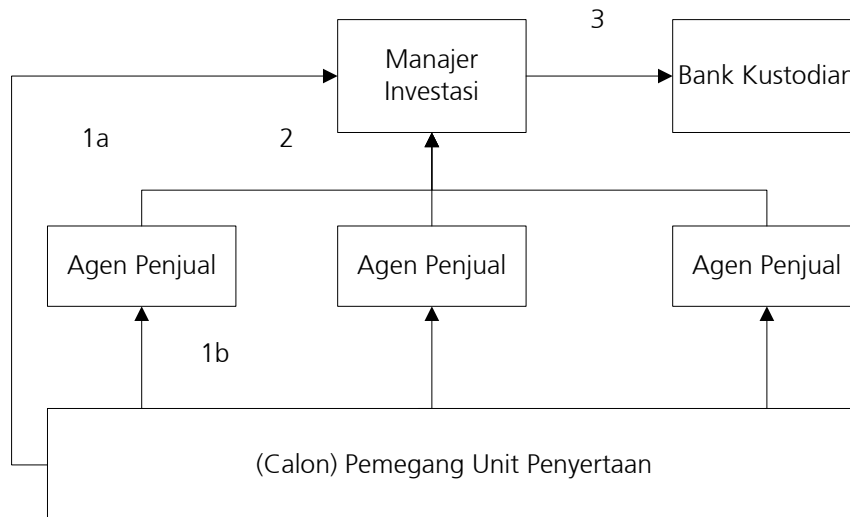 3
Manajer
Investasi
Bank Kustodian
1a
2
Agen Penjual
Agen Penjual
Agen Penjual
1b
(Calon) Pemegang Unit Penyertaan